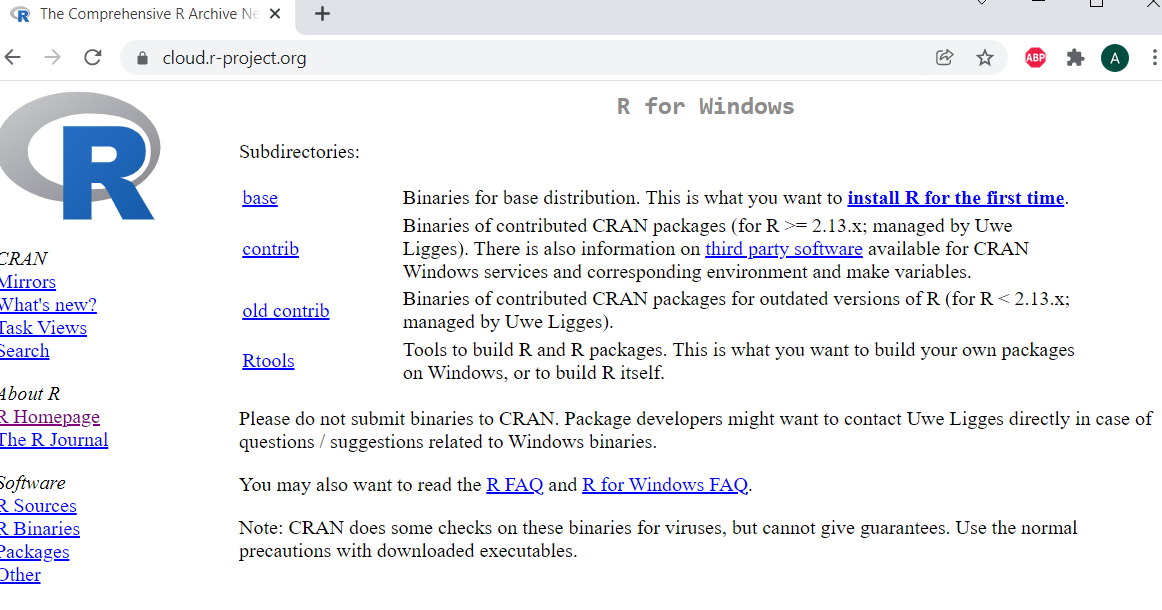 The Comprehensive R Archive Ne
cloud.r-project.org
ABP
A
R
R for Windows
Subdirectories:
base
Binaries for base distribution. This is what you want to install R for the first time.
contrib
Binaries of contributed CRAN packages (for R >= 2.13.x; managed by Uwe
Ligges). There is also information on third party software available for CRAN
Windows services and corresponding environment and make variables.
old contrib
Binaries of contributed CRAN packages for outdated versions of R (for R < 2.13.x;
managed by Uwe Ligges).
Rtools
Tools to build R and R packages. This is what you want to build your own packages
on Windows, or to build R itself.
Please do not submit binaries to CRAN. Package developers might want to contact Uwe Ligges directly in case of
questions / suggestions related to Windows binaries.
You may also want to read the R FAQ and R for Windows FAQ.
Note: CRAN does some checks on these binaries for viruses, but cannot give guarantees. Use the normal
precautions with downloaded executables.
CRAN
Mirrors
What's new?
Task Views
Search
About R
R Homepage
The R Journal
Software
R Sources
R Binaries
Packages
Other